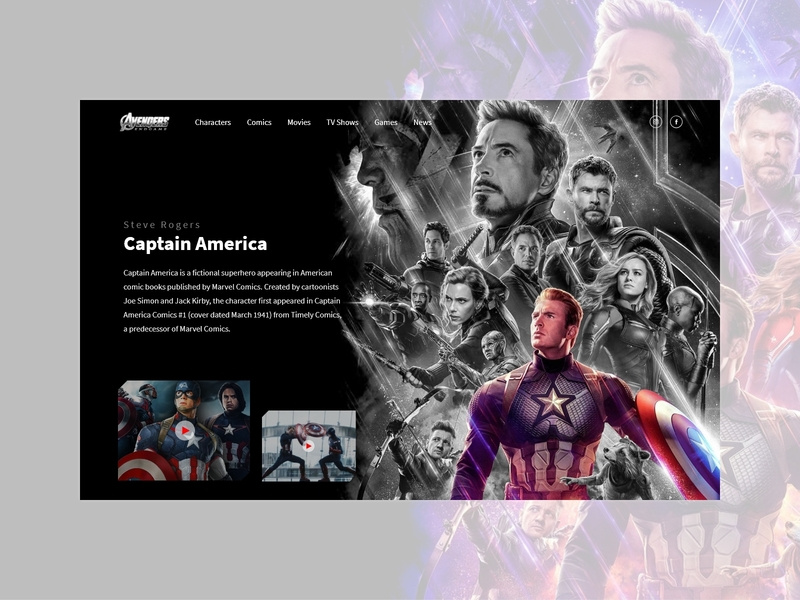 AVENGERS
ENDGAME
Characters Comics Movies TV Shows Games News
Steve Rogers
Captain America
Captain America is a fictional superhero appearing in American
comic books published by Marvel Comics. Created by cartoonists
Joe Simon and Jack Kirby, the character first appeared in Captain
America Comics #1 (cover dated March 1941) from Timely Comics,
a predecessor of Marvel Comics.